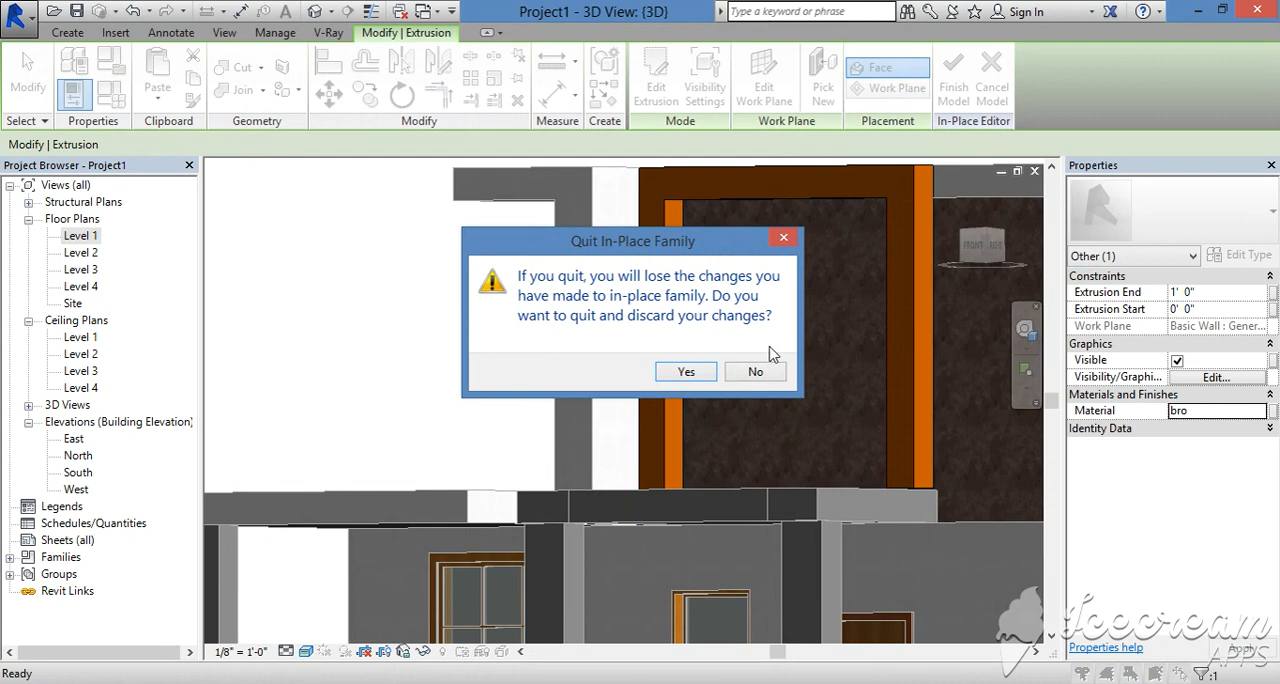 Project1 - 3D View: {3D}
Type a keyword or phrase
Sign In
Create Insert Annotate View Manage V-Ray Modify | Extrusion
Modify
Paste
Cut
Join
Edit Extrusion
Visibility Settings
Edit Work Plane
Pick New
Face
Work Plane
Finish Model
Cancel Model
Select Properties Clipboard Geometry Modify Measure Create Mode Work Plane Placement In-Place Editor
Modify | Extrusion
Project Browser - Project1
Views (all)
Structural Plans
Floor Plans
Level 1
Level 2
Level 3
Level 4
Site
Ceiling Plans
Level 1
Level 2
Level 3
Level 4
3D Views
Elevations (Building Elevation)
East
North
South
West
Legends
Schedules/Quantities
Sheets (all)
Families
Groups
Revit Links
FRONT
Quit In-Place Family
If you quit, you will lose the changes you
have made to in-place family. Do you
want to quit and discard your changes?
Yes No
Properties
Other (1)
Edit Type
Constraints
Extrusion End 1' 0"
Extrusion Start 0' 0"
Work Plane Basic Wall : Gener...
Graphics
Visible
Visibility/Graphi... Edit...
Materials and Finishes
Material bro
Identity Data
Properties help
Apply
1/8" = 1'-0"
Ready
:1
Icecream
APPS